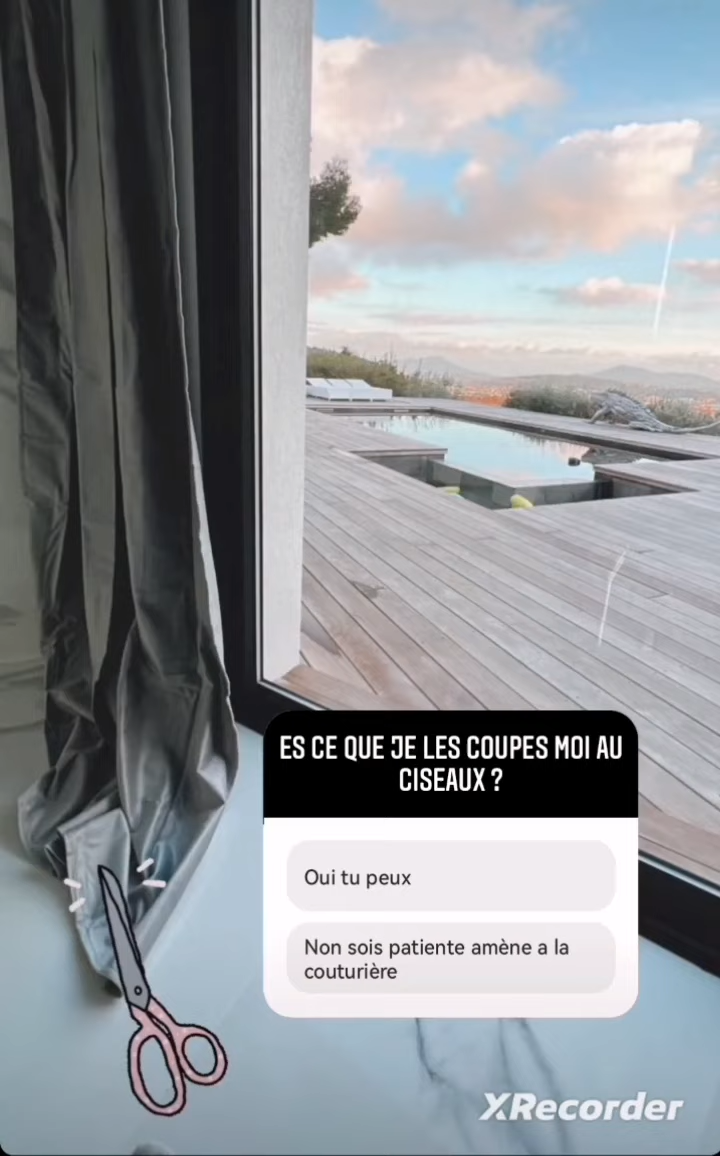 ES CE QUE JE LES COUPES MOI AU
CISEAUX ?
Oui tu peux
Non sois patiente amène a la
couturière
XRecorder